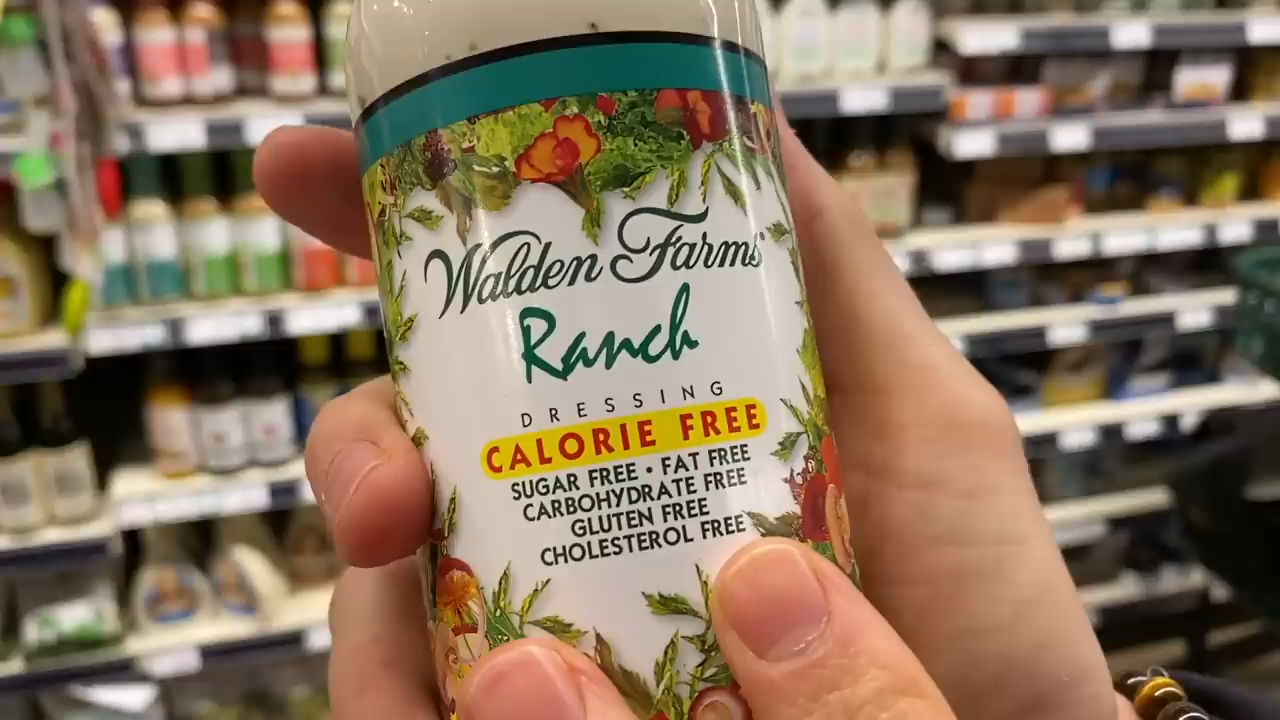 Walden Farms
Ranch
DRESSING
CALORIE FREE
SUGAR FREE • FAT FREE
CARBOHYDRATE FREE
GLUTEN FREE
CHOLESTEROL FREE